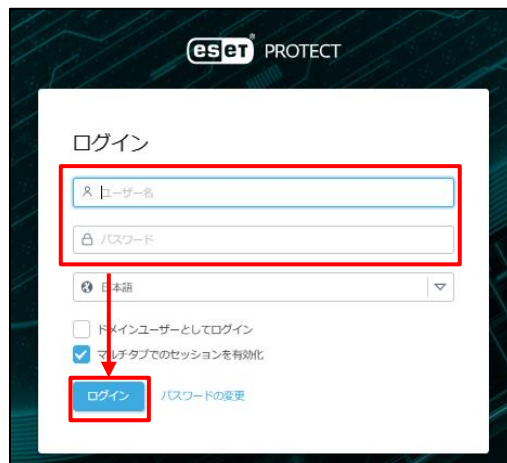 eset PROTECT
ログイン
ユーザー名
パスワード
日本語
ドメインユーザーとしてログイン
マルチタブでのセッションを有効化
ログイン パスワードの変更